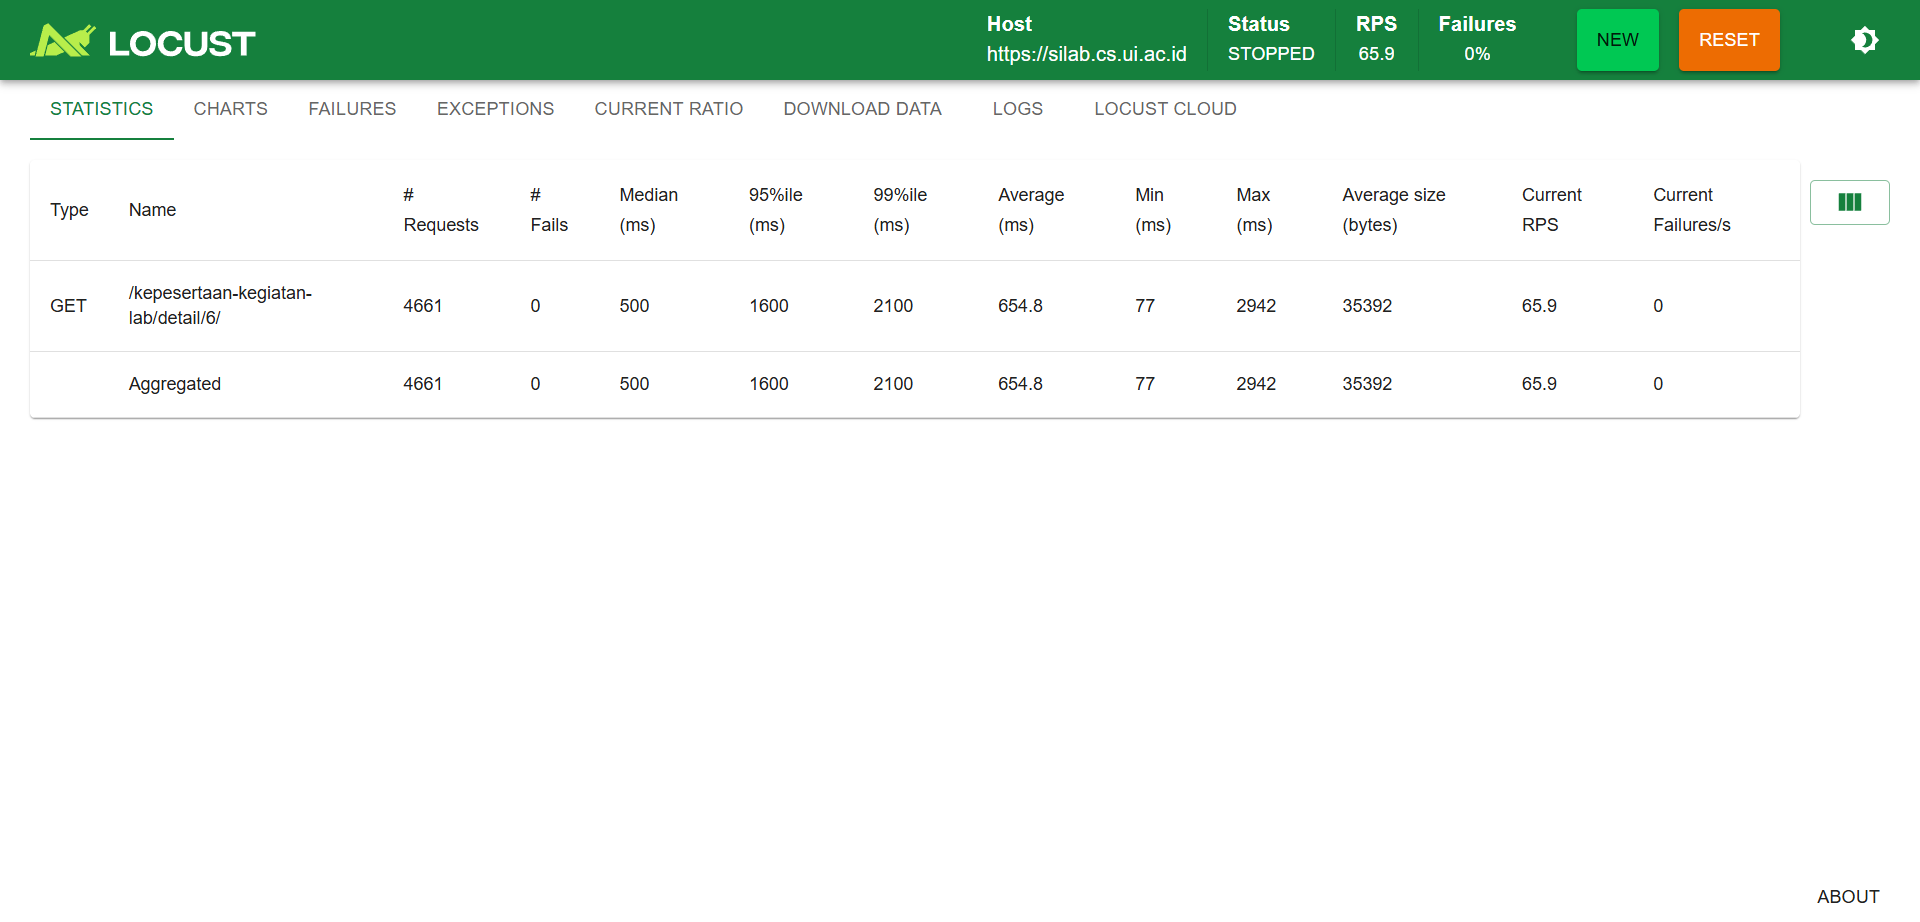 LOCUST
Host
https://silab.cs.ui.ac.id
Status
STOPPED
RPS
65.9
Failures
0%
NEW
RESET
STATISTICS CHARTS FAILURES EXCEPTIONS CURRENT RATIO DOWNLOAD DATA LOGS LOCUST CLOUD
Type Name # Requests # Fails Median (ms) 95%ile (ms) 99%ile (ms) Average (ms) Min (ms) Max (ms) Average size (bytes) Current RPS Current Failures/s
GET /kepesertaan-kegiatan-lab/detail/6/ 4661 0 500 1600 2100 654.8 77 2942 35392 65.9 0
Aggregated 4661 0 500 1600 2100 654.8 77 2942 35392 65.9 0
ABOUT